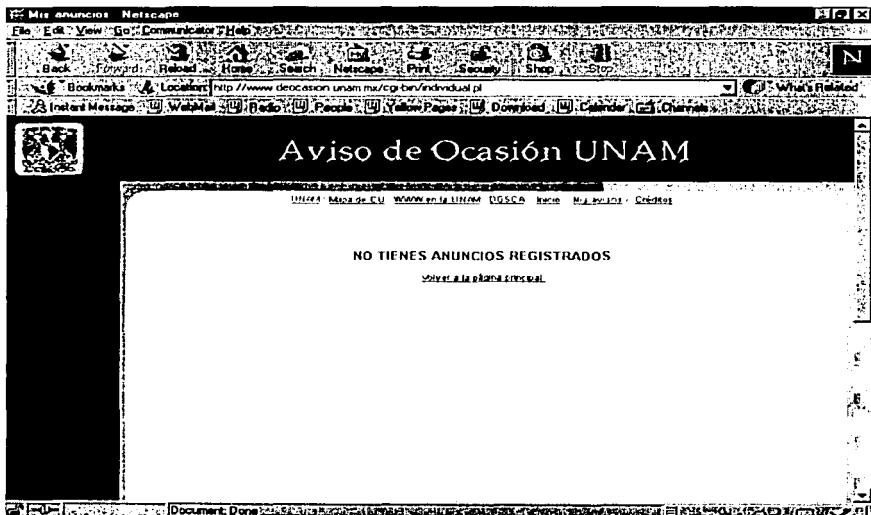 Mis anuncios - Netscape
File Edit View Go Communicator Help
Back Forward Reload Home Search Netscape Print Security Shop Stop
Bookmarks Location: http //www deocasion unam mx/cgi-bin/individual pl What's Related
Instant Message WebMail Radio People Yellow Pages Download Calendar Channels
Aviso de Ocasión UNAM
UNAM Mapa de CU WWW en la UNAM DGSCA Inicio Mis avisos Créditos
NO TIENES ANUNCIOS REGISTRADOS
Volver a la página principal
Document: Done